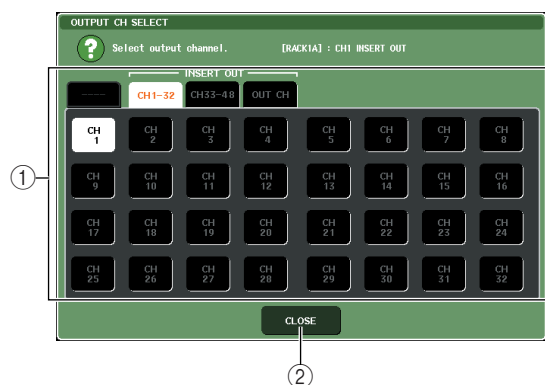 OUTPUT CH SELECT
? Select output channel. [RACK1A] : CH1 INSERT OUT
INSERT OUT
---- CH1-32 CH33-48 OUT CH
CH 1 CH 2 CH 3 CH 4 CH 5 CH 6 CH 7 CH 8
CH 9 CH 10 CH 11 CH 12 CH 13 CH 14 CH 15 CH 16
CH 17 CH 18 CH 19 CH 20 CH 21 CH 22 CH 23 CH 24
CH 25 CH 26 CH 27 CH 28 CH 29 CH 30 CH 31 CH 32
CLOSE
1
2